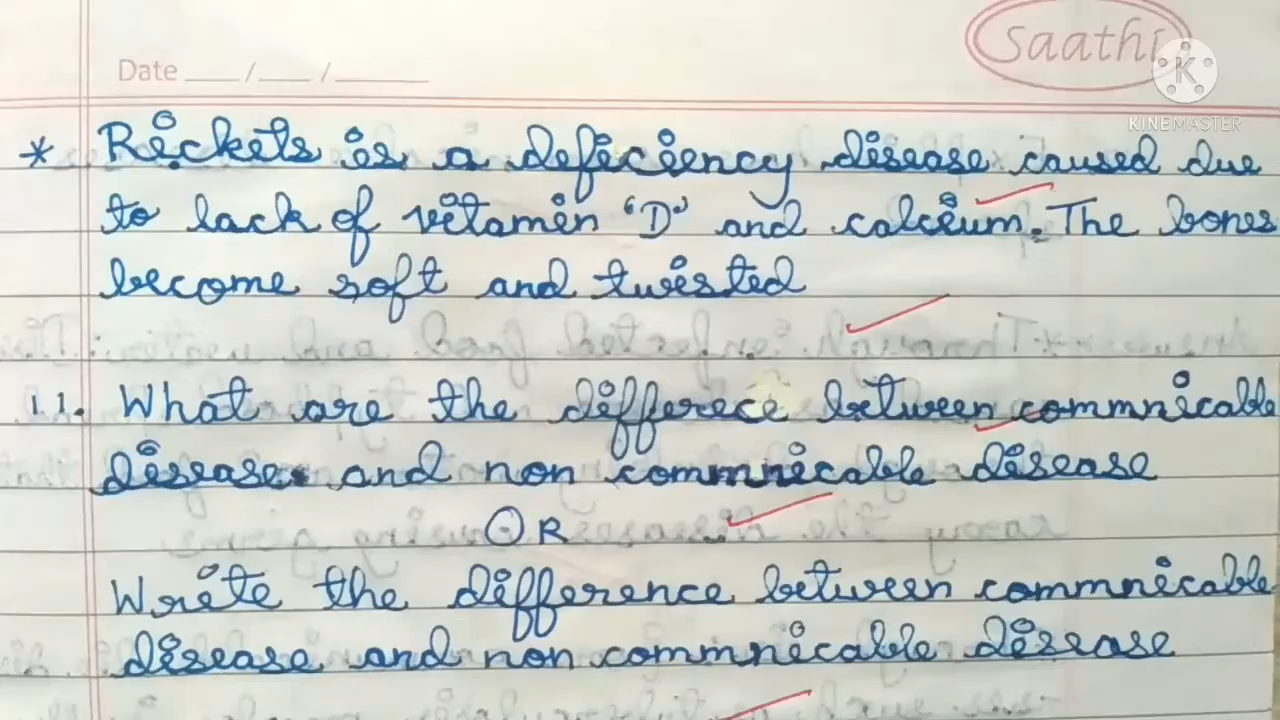 Saathi
KINEMASTER
Date ___/___/_____
* Rickets is a deficiency disease caused due
to lack of vitamin 'D' and calcium. The bones
become soft and twisted
11. What are the differece between commnicable
disease and non commnicable disease
OR
Write the difference between commnicable
disease and non commnicable disease